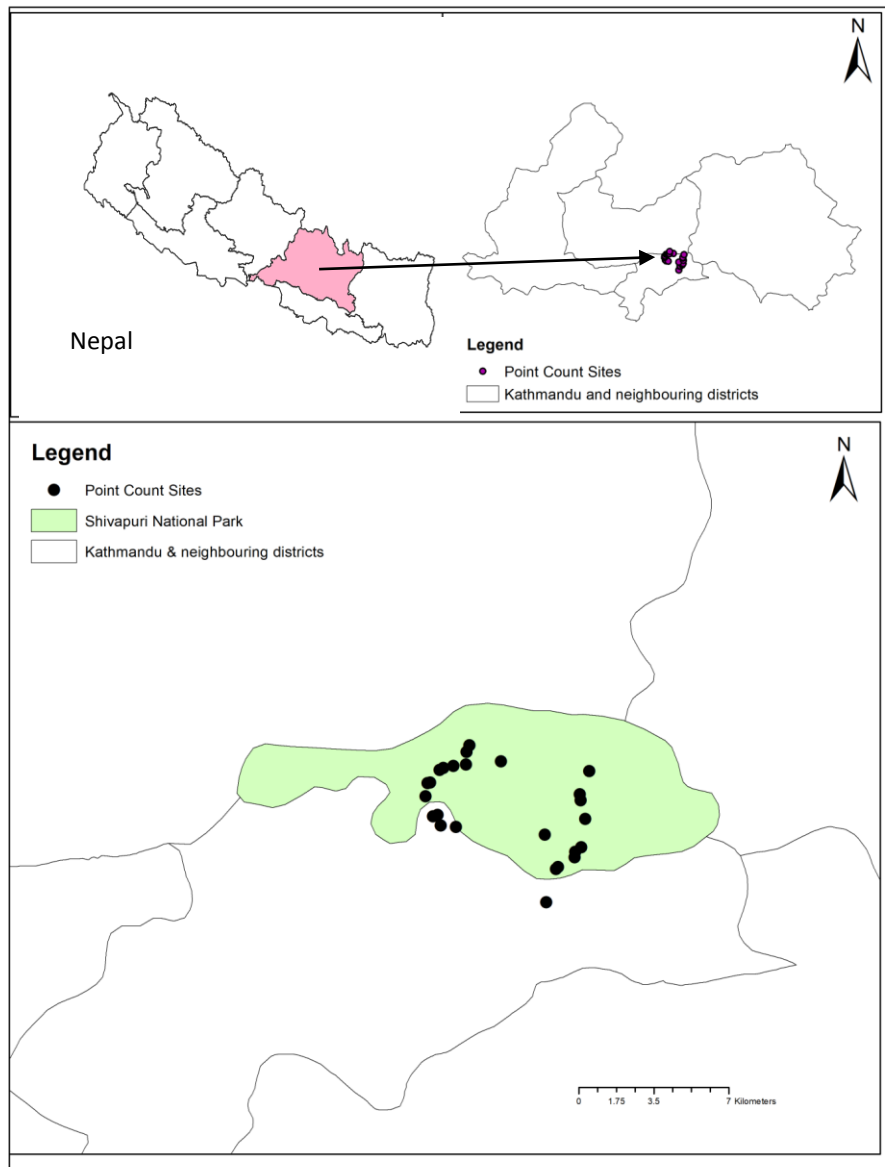 N
Nepal
Legend
Point Count Sites
Kathmandu and neighbouring districts
Legend
Point Count Sites
Shivapuri National Park
Kathmandu & neighbouring districts
N
0 1.75 3.5 7 Kilometers